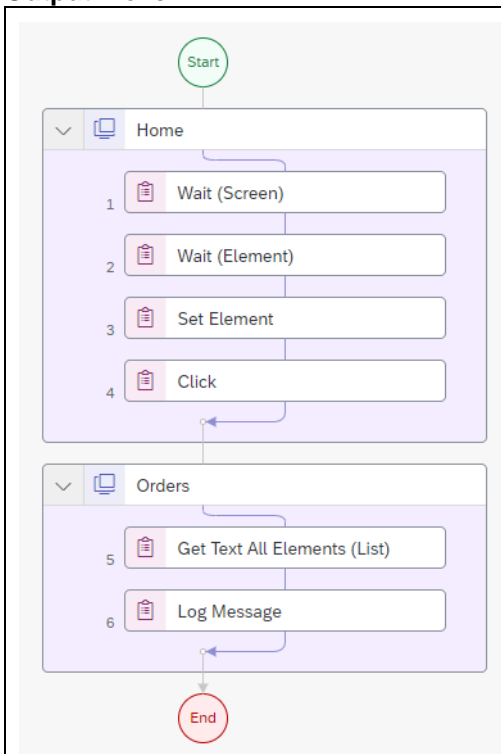 Start
Home
1 Wait (Screen)
2 Wait (Element)
3 Set Element
4 Click
Orders
5 Get Text All Elements (List)
6 Log Message
End